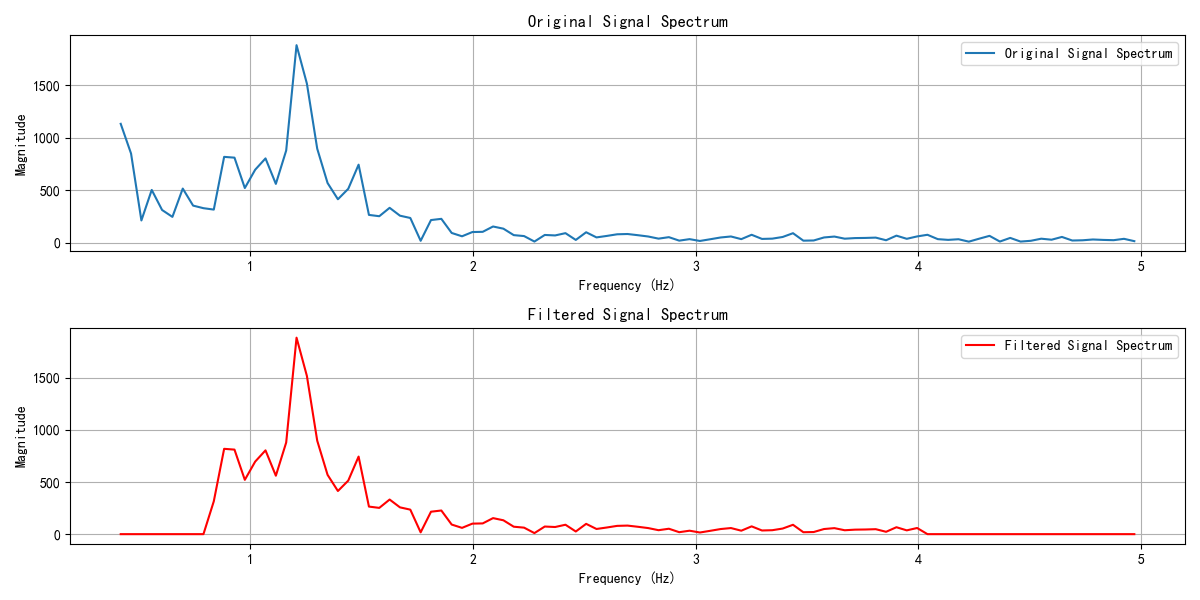 Original Signal Spectrum
Original Signal Spectrum
1500
1000
500
0
Magnitude
1 2 3 4 5
Frequency (Hz)
Filtered Signal Spectrum
Filtered Signal Spectrum
1500
1000
500
0
Magnitude
1 2 3 4 5
Frequency (Hz)